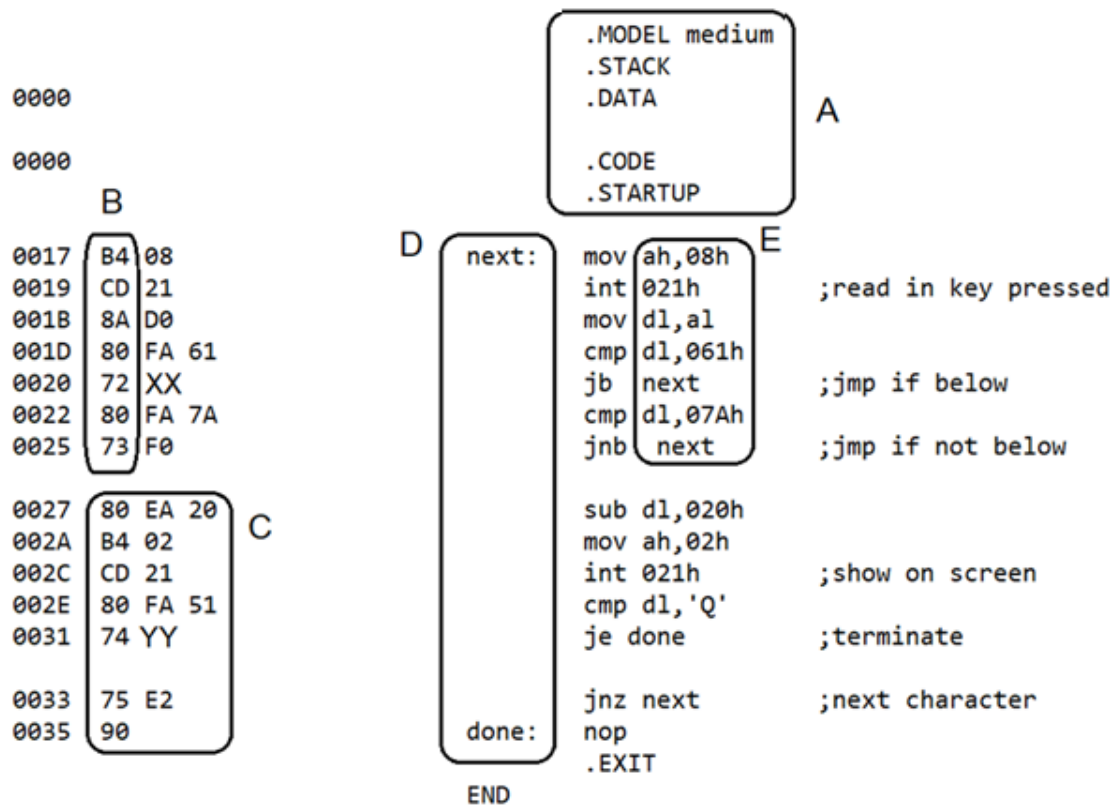 .MODEL medium
.STACK
0000 .DATA
A
0000 .CODE
.STARTUP
B
0017 B4 08 D next: mov ah,08h E
0019 CD 21 int 021h ;read in key pressed
001B 8A D0 mov dl,al
001D 80 FA 61 cmp dl,061h
0020 72 XX jb next ;jmp if below
0022 80 FA 7A cmp dl,07Ah
0025 73 F0 jnb next ;jmp if not below
0027 80 EA 20 C sub dl,020h
002A B4 02 mov ah,02h
002C CD 21 int 021h ;show on screen
002E 80 FA 51 cmp dl,'Q'
0031 74 YY je done ;terminate
0033 75 E2 jnz next ;next character
0035 90 done: nop
.EXIT
END